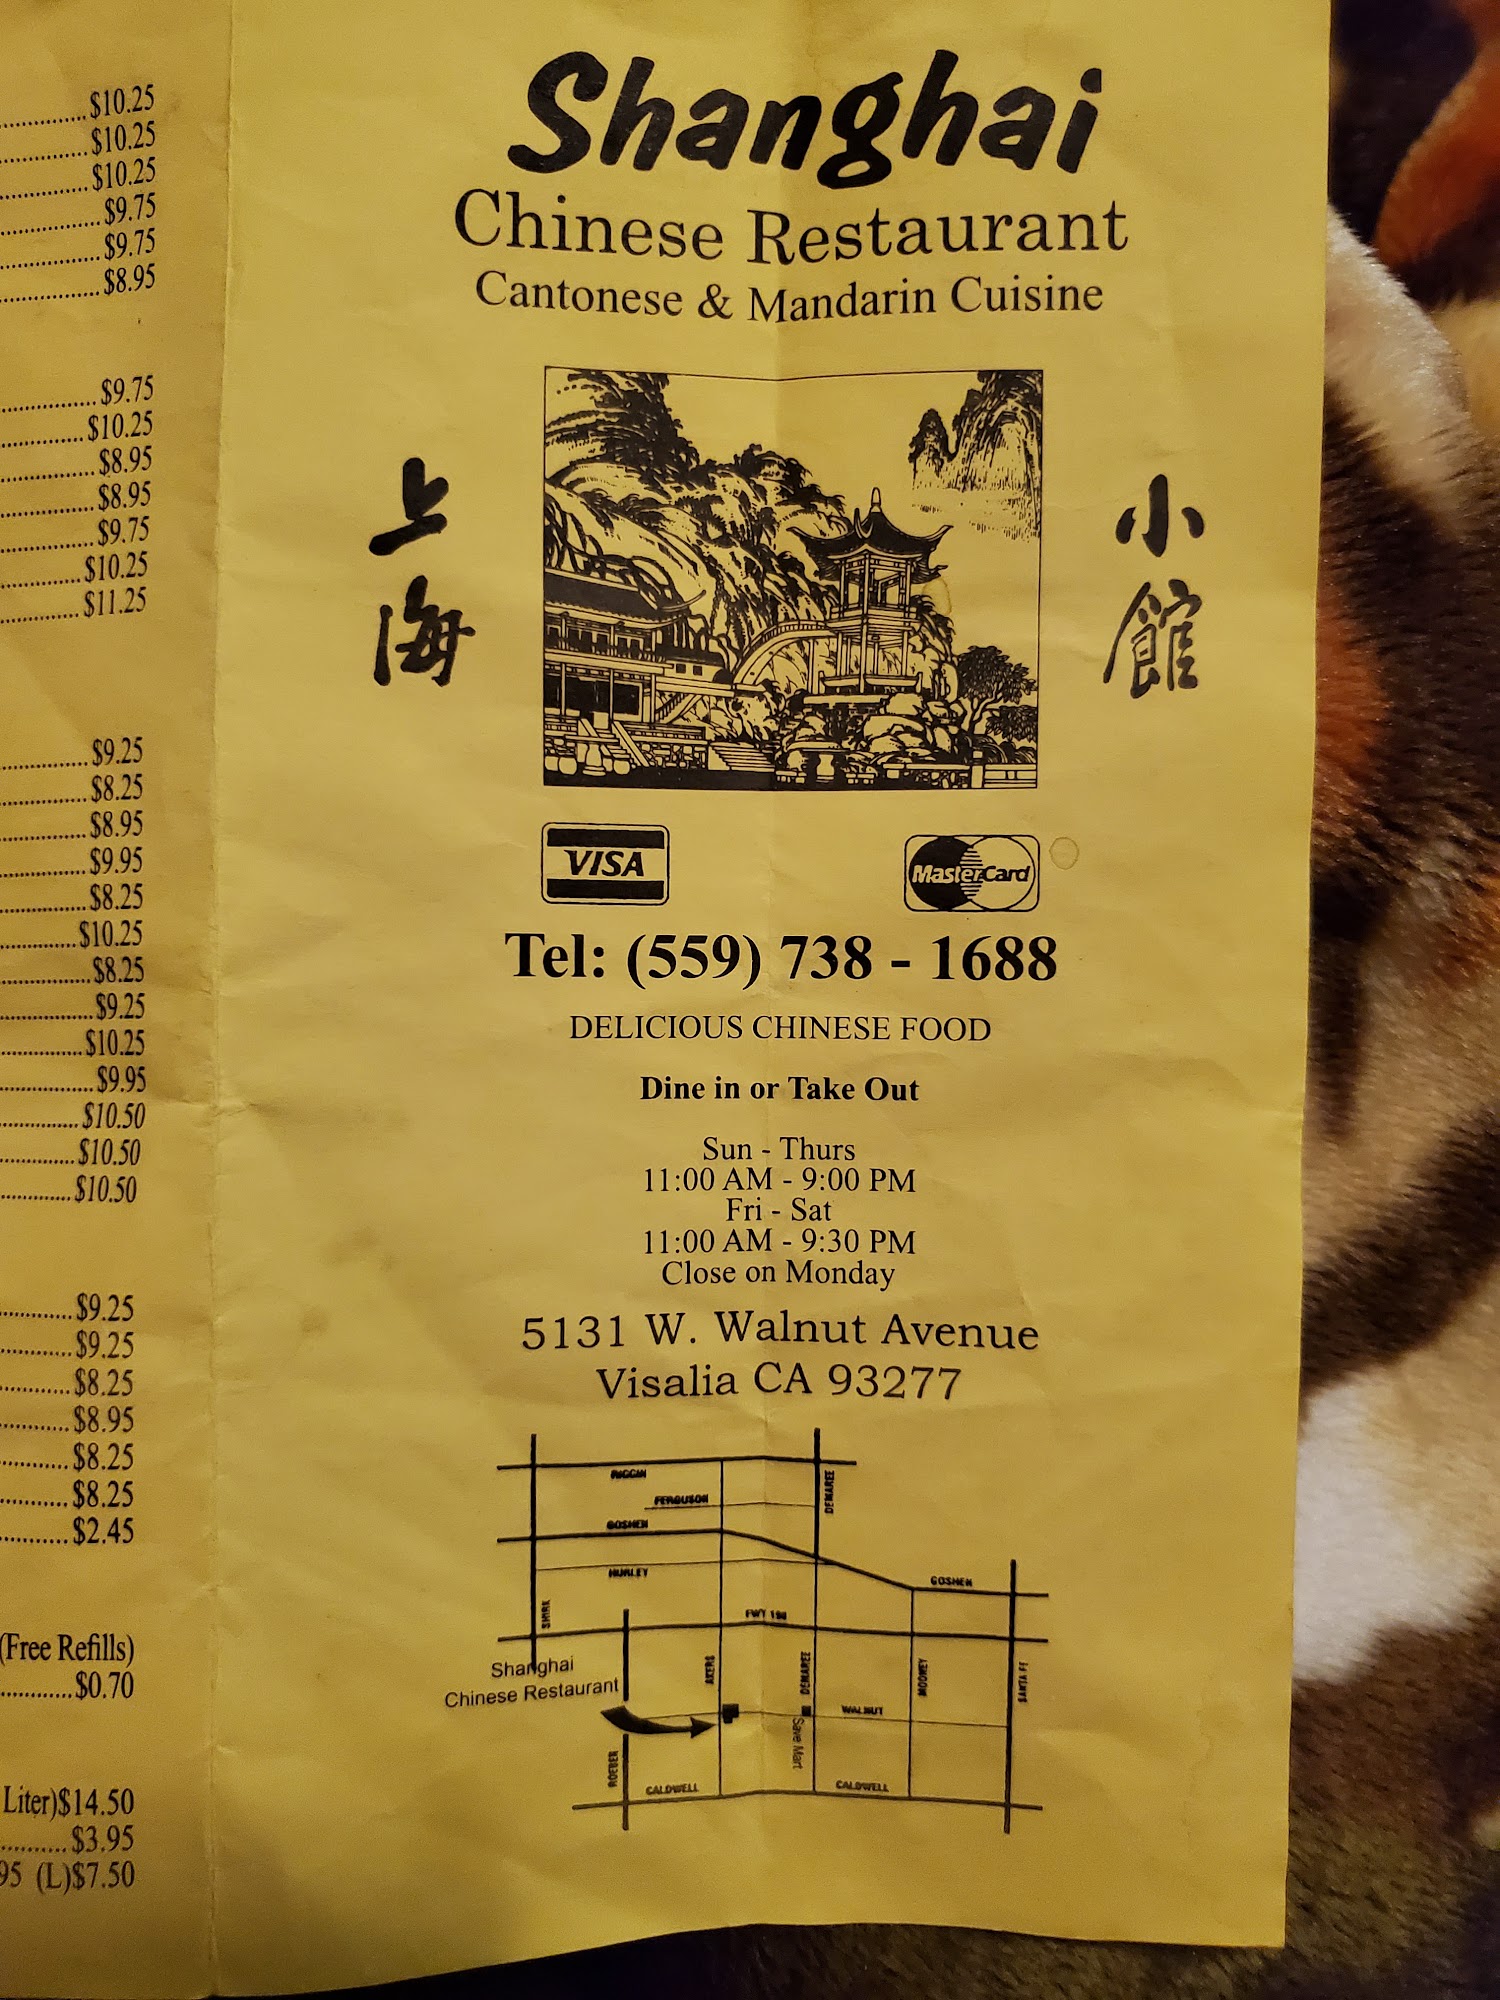 $10.25
$10.25
$10.25
$9.75
$9.75
$8.95
$9.75
$10.25
$8.95
$8.95
$9.75
$10.25
$11.25
$9.25
$8.25
$8.95
$9.95
$8.25
$10.25
$8.25
$9.25
$10.25
$9.95
$10.50
$10.50
$10.50
$9.25
$9.25
$8.25
$8.95
$8.25
$8.25
$2.45
(Free Refills)
$0.70
Liter)$14.50
$3.95
95 (L)$7.50
Shanghai
Chinese Restaurant
Cantonese & Mandarin Cuisine
上海
小館
VISA
MasterCard
Tel: (559) 738 - 1688
DELICIOUS CHINESE FOOD
Dine in or Take Out
Sun - Thurs
11:00 AM - 9:00 PM
Fri - Sat
11:00 AM - 9:30 PM
Close on Monday
5131 W. Walnut Avenue
Visalia CA 93277
RIGGIN
FERGUSON
DEMAREE
GOSHEN
HURLEY
GOSHEN
SHIRK
FWY 198
Shanghai
Chinese Restaurant
AKERS
DEMAREE
MOONEY
SANTA FE
WALNUT
Save Mart
ROEBER
CALDWELL
CALDWELL